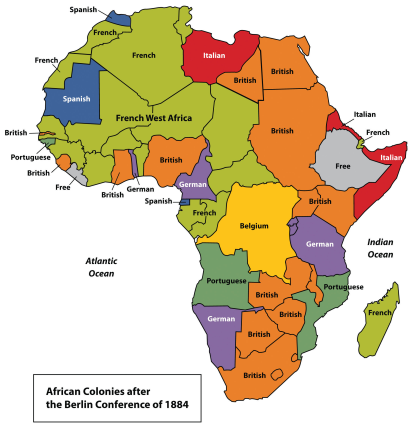 Spanish
French
French
Italian
British
British
French
Spanish
French West Africa
British
Italian
French
British
Portuguese
British
Free
British
German
British
German
Spanish
French
Free
Italian
British
Belgium
German
Atlantic
Ocean
Indian
Ocean
Portuguese
Portuguese
British
British
German
British
British
French
African Colonies after
the Berlin Conference of 1884